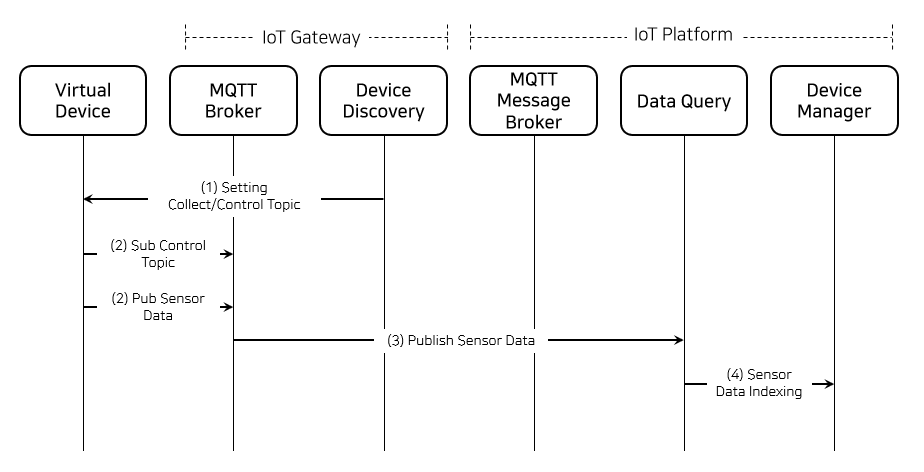 IoT Gateway
IoT Platform
Virtual
Device
MQTT
Broker
Device
Discovery
MQTT
Message
Broker
Data Query
Device
Manager
(1) Setting
Collect/Control Topic
(2) Sub Control
Topic
(2) Pub Sensor
Data
(3) Publish Sensor Data
(4) Sensor
Data Indexing